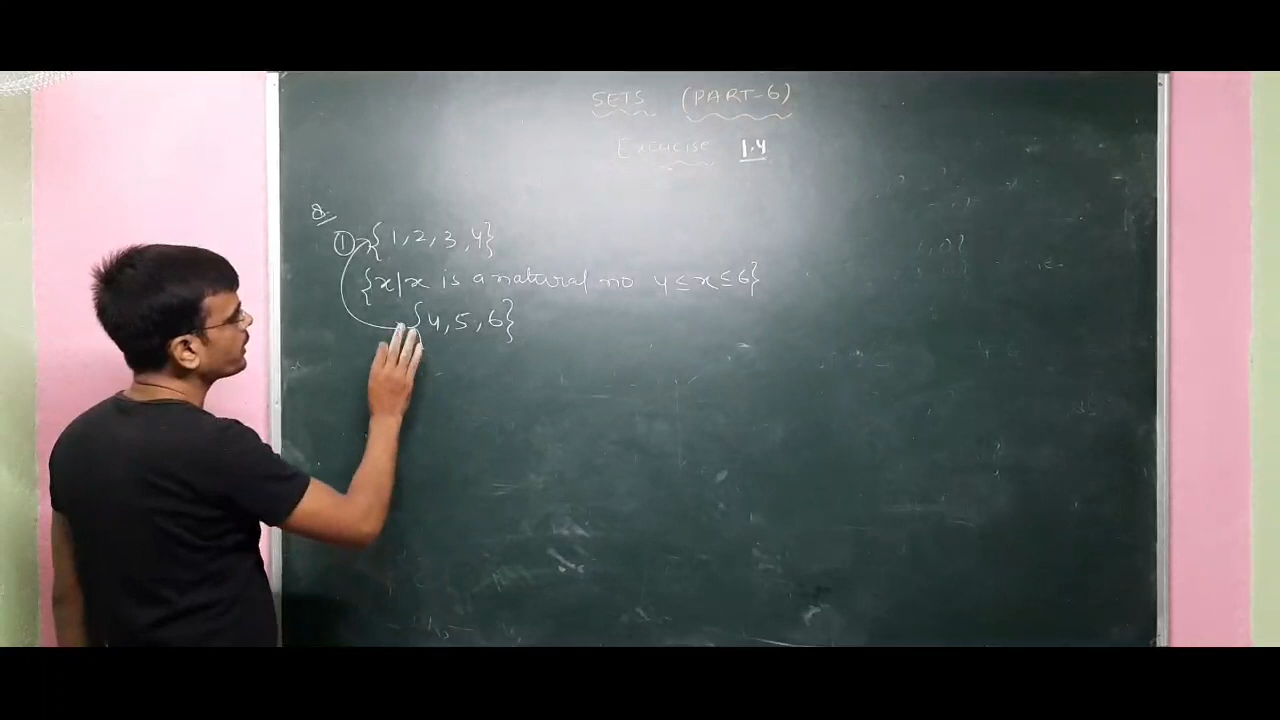 SETS (PART-6)
Excercise 1.4
8.
① {1,2,3,4}
{x|x is a natural no 4≤x≤6}
{4,5,6}